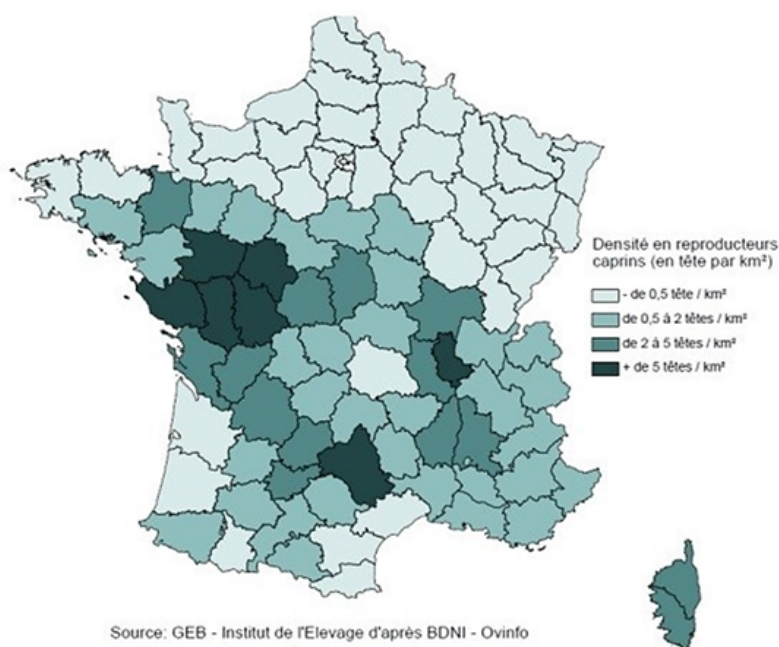 Densité en reproducteurs
caprins (en tête par km²)
- de 0,5 tête / km²
de 0,5 à 2 têtes / km²
de 2 à 5 têtes / km²
+ de 5 têtes / km²
Source: GEB - Institut de l'Elevage d'après BDNI - Ovinfo